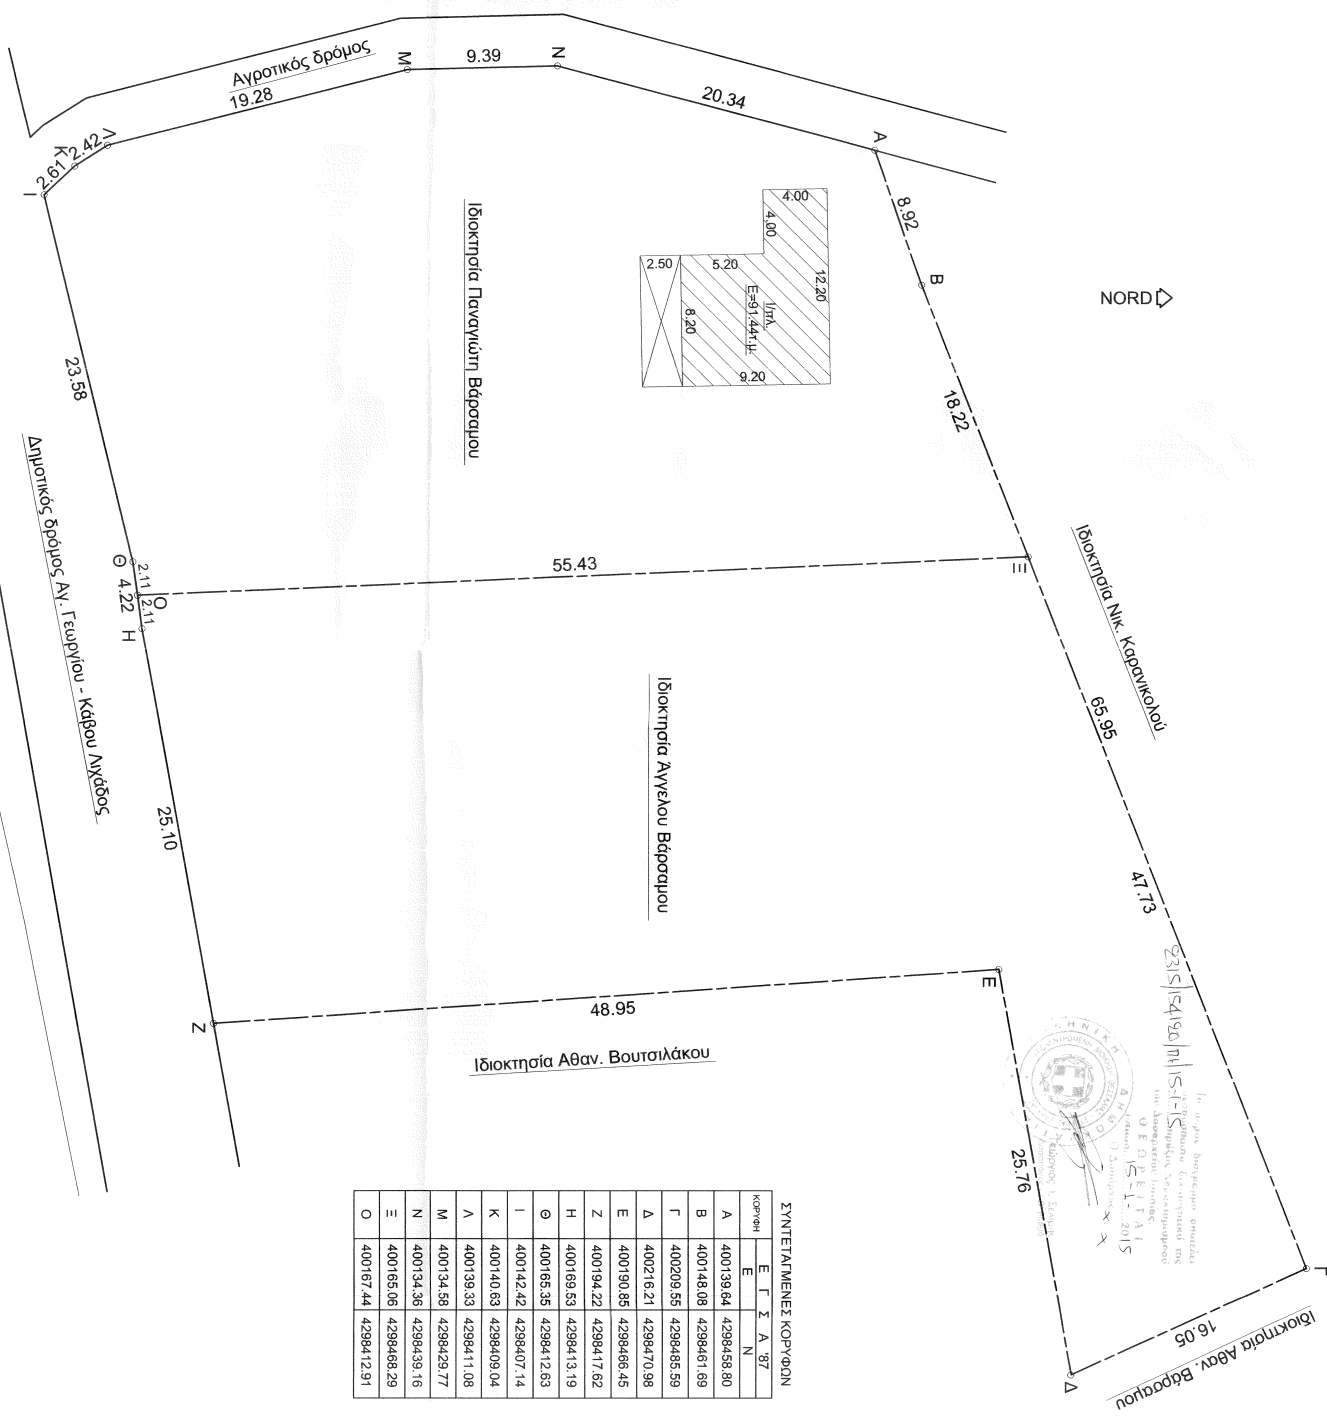 Αγροτικός δρόμος
19.28
Μ
9.39
Ν
20.34
Α
8.92
Β
18.22
Ξ
NORD
Λ
2.42
Κ
2.61
Ι
23.58
Θ
2.11
4.22
2.11
Ο
Η
25.10
Ζ
55.43
4.00
4.00
12.20
5.20
2.50
8.20
9.20
Ι/πλ.
Ε=91.44τ.μ.
Ιδιοκτησία Παναγιώτη Βάρσαμου
Ιδιοκτησία Άγγελου Βάρσαμου
Ιδιοκτησία Νικ. Καρανικολού
65.95
47.73
Δημοτικός δρόμος Αγ. Γεωργίου - Κάβου Λιχάδος
Ε
48.95
Ιδιοκτησία Αθαν. Βουτσιλάκου
25.76
Γ
16.05
Δ
Ιδιοκτησία Αθαν. Βάρσαμου
ΘΕΩΡΕΙΤΑΙ
15-1-2015
ΣΥΝΤΕΤΑΓΜΕΝΕΣ ΚΟΡΥΦΩΝ
ΚΟΡΥΦΗ Ε Γ Σ Α '87
Ε Ν
Α 400139.64 4298458.80
Β 400148.08 4298461.69
Γ 400209.55 4298485.59
Δ 400216.21 4298470.98
Ε 400190.85 4298466.45
Ζ 400194.22 4298417.62
Η 400169.53 4298413.19
Θ 400165.35 4298412.63
Ι 400142.42 4298407.14
Κ 400140.63 4298409.04
Λ 400139.33 4298411.08
Μ 400134.58 4298429.77
Ν 400134.36 4298439.16
Ξ 400165.06 4298468.29
Ο 400167.44 4298412.91